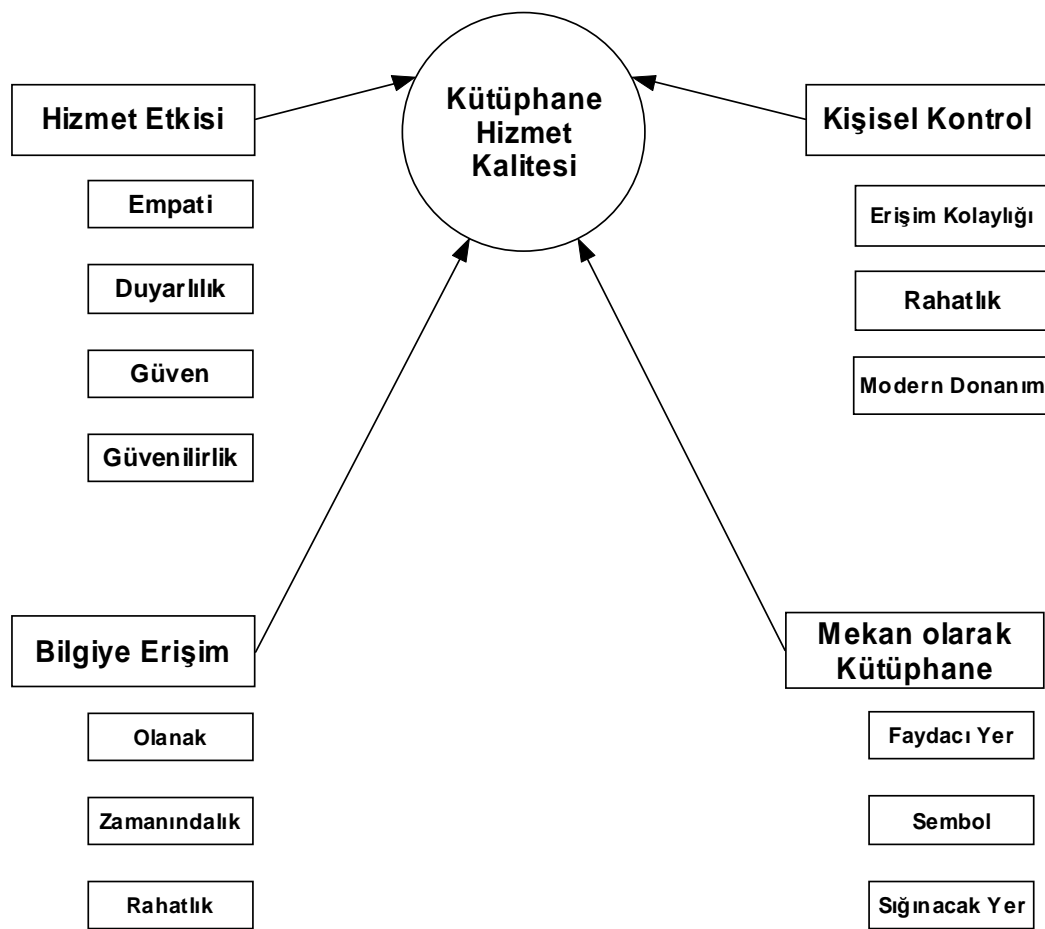 Kütüphane
Hizmet
Kalitesi
Hizmet Etkisi
Empati
Duyarlılık
Güven
Güvenilirlik
Kişisel Kontrol
Erişim Kolaylığı
Rahatlık
Modern Donanım
Bilgiye Erişim
Olanak
Zamanındalık
Rahatlık
Mekan olarak
Kütüphane
Faydacı Yer
Sembol
Sığınacak Yer